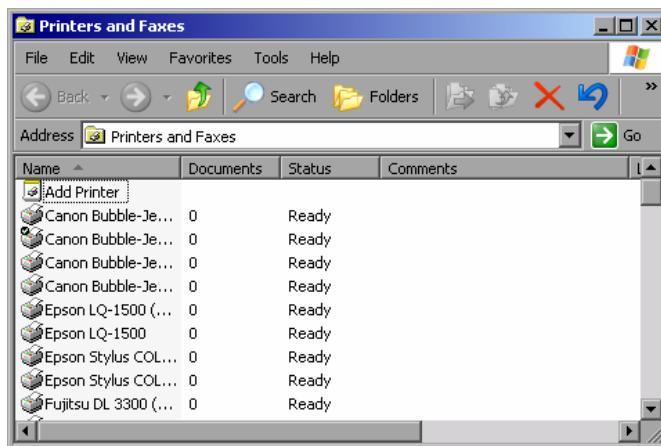 Printers and Faxes
File Edit View Favorites Tools Help
Back Search Folders »
Address Printers and Faxes Go
Name Documents Status Comments L
Add Printer
Canon Bubble-Je... 0 Ready
Canon Bubble-Je... 0 Ready
Canon Bubble-Je... 0 Ready
Canon Bubble-Je... 0 Ready
Epson LQ-1500 (... 0 Ready
Epson LQ-1500 0 Ready
Epson Stylus COL... 0 Ready
Epson Stylus COL... 0 Ready
Fujitsu DL 3300 (... 0 Ready